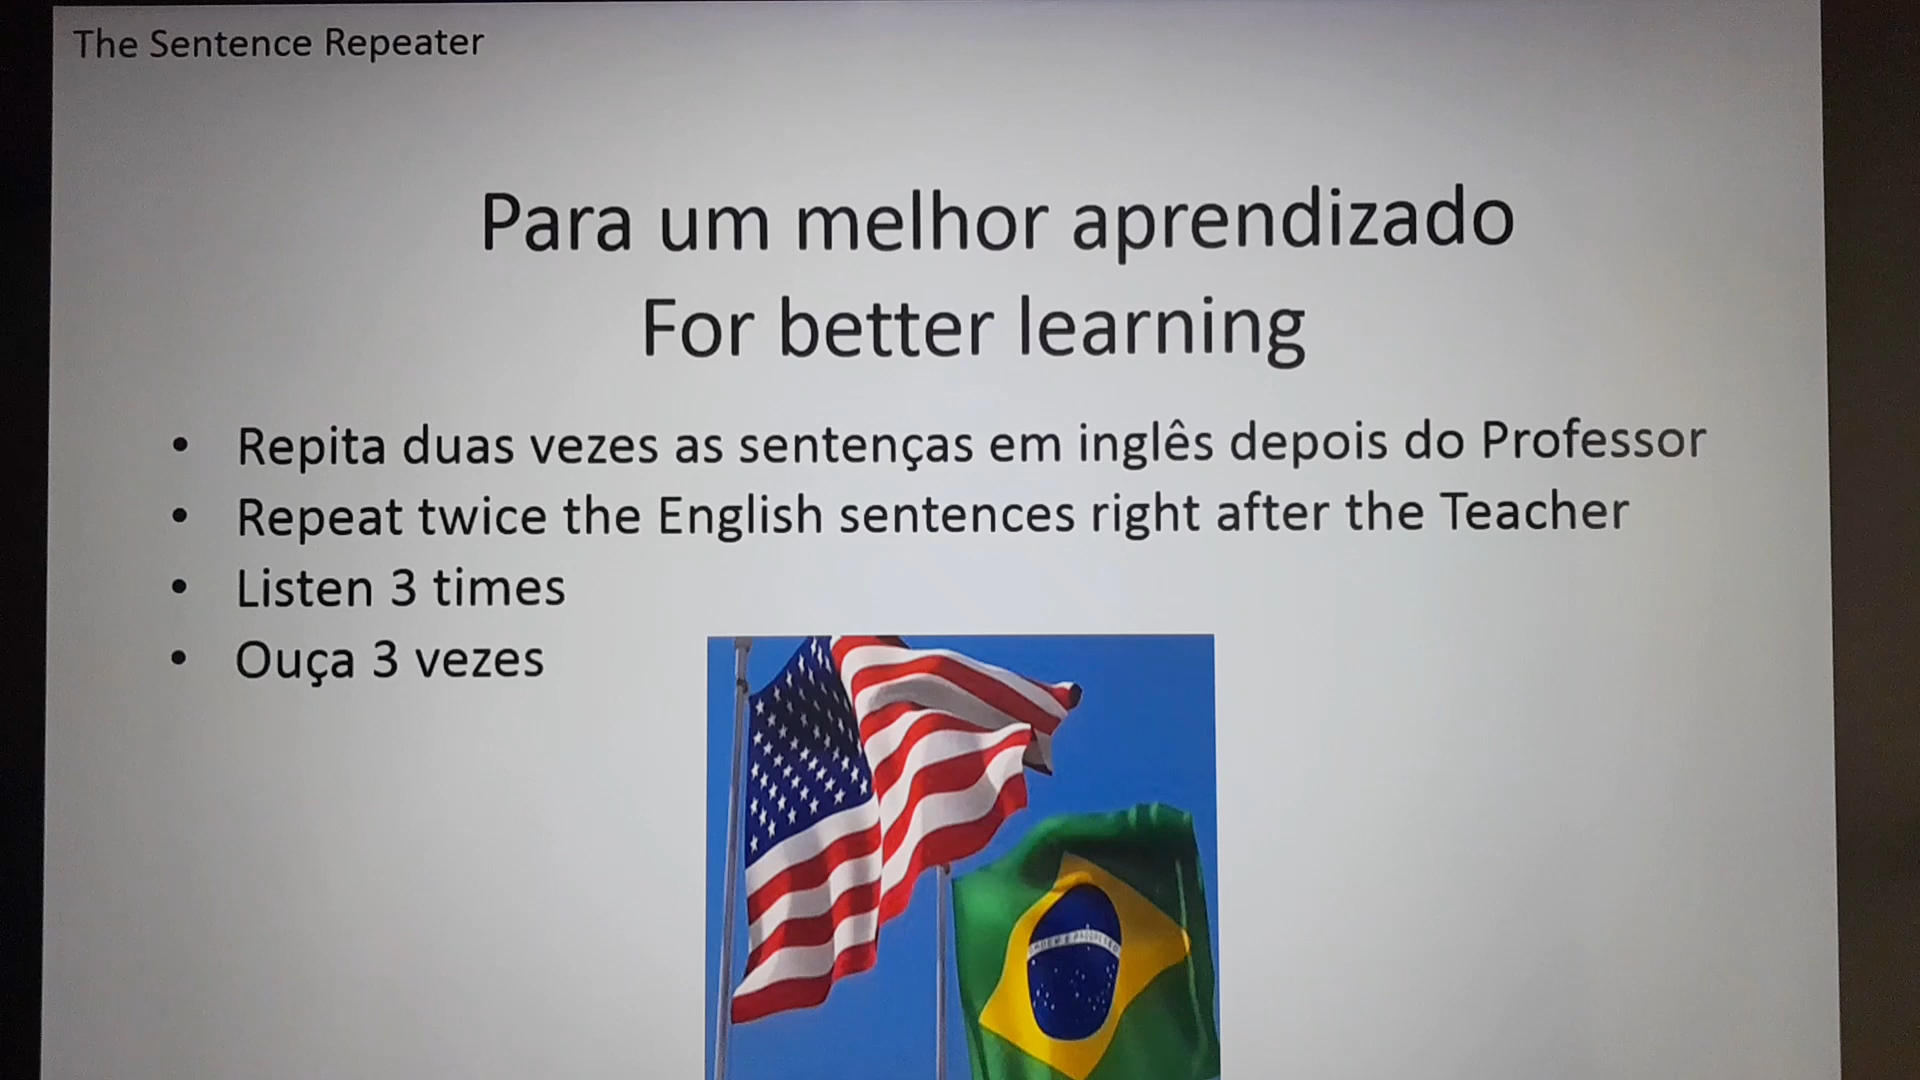 The Sentence Repeater
Para um melhor aprendizado
For better learning
• Repita duas vezes as sentenças em inglês depois do Professor
• Repeat twice the English sentences right after the Teacher
• Listen 3 times
• Ouça 3 vezes